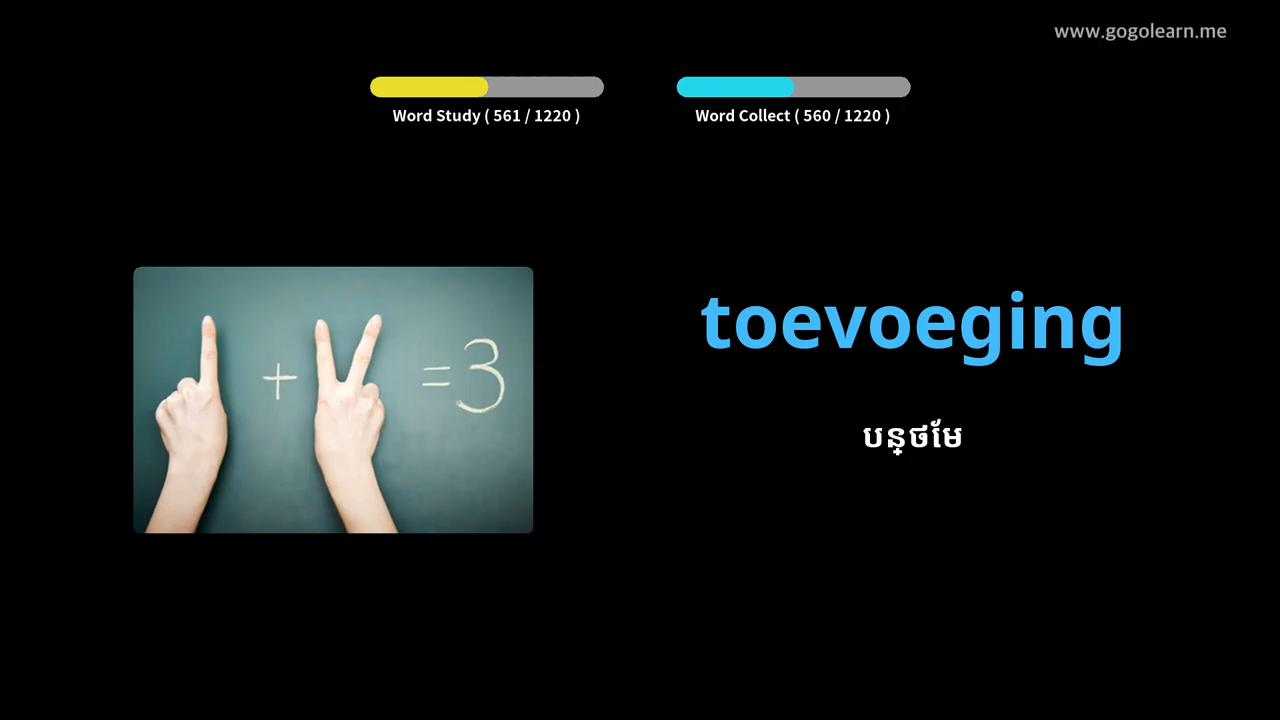 www.gogolearn.me
Word Study ( 561 / 1220 )
Word Collect ( 560 / 1220 )
+ = 3
toevoeging
បន្ថមែ